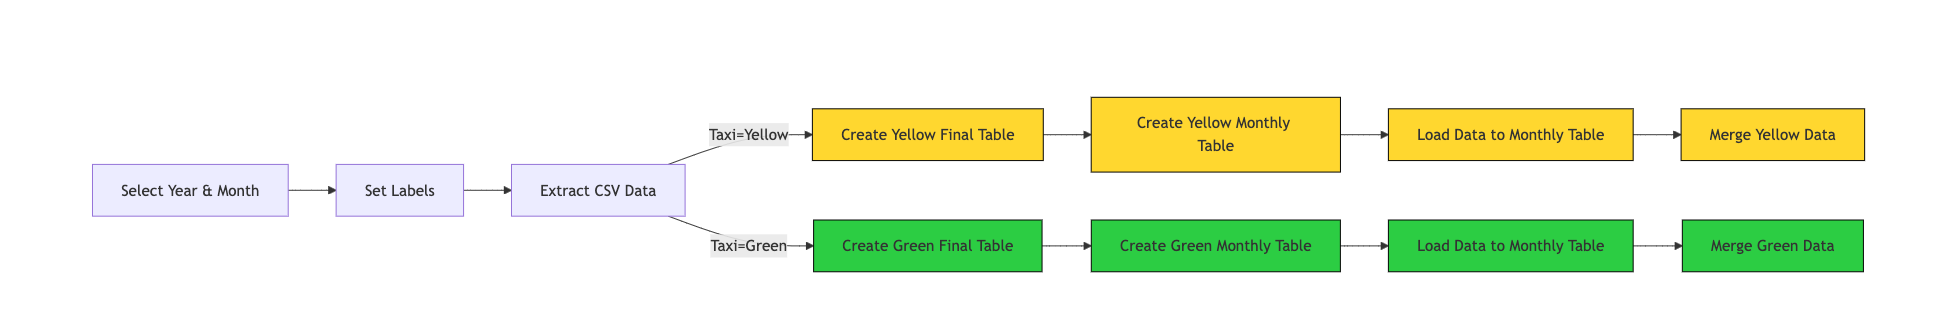 Select Year & Month
Set Labels
Extract CSV Data
Taxi=Yellow
Create Yellow Final Table
Create Yellow Monthly
Table
Load Data to Monthly Table
Merge Yellow Data
Taxi=Green
Create Green Final Table
Create Green Monthly Table
Load Data to Monthly Table
Merge Green Data